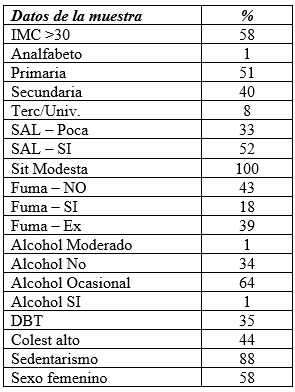 Datos de la muestra %
IMC >30 58
Analfabeto 1
Primaria 51
Secundaria 40
Terc/Univ. 8
SAL – Poca 33
SAL – SI 52
Sit Modesta 100
Fuma – NO 43
Fuma – SI 18
Fuma – Ex 39
Alcohol Moderado 1
Alcohol No 34
Alcohol Ocasional 64
Alcohol SI 1
DBT 35
Colest alto 44
Sedentarismo 88
Sexo femenino 58